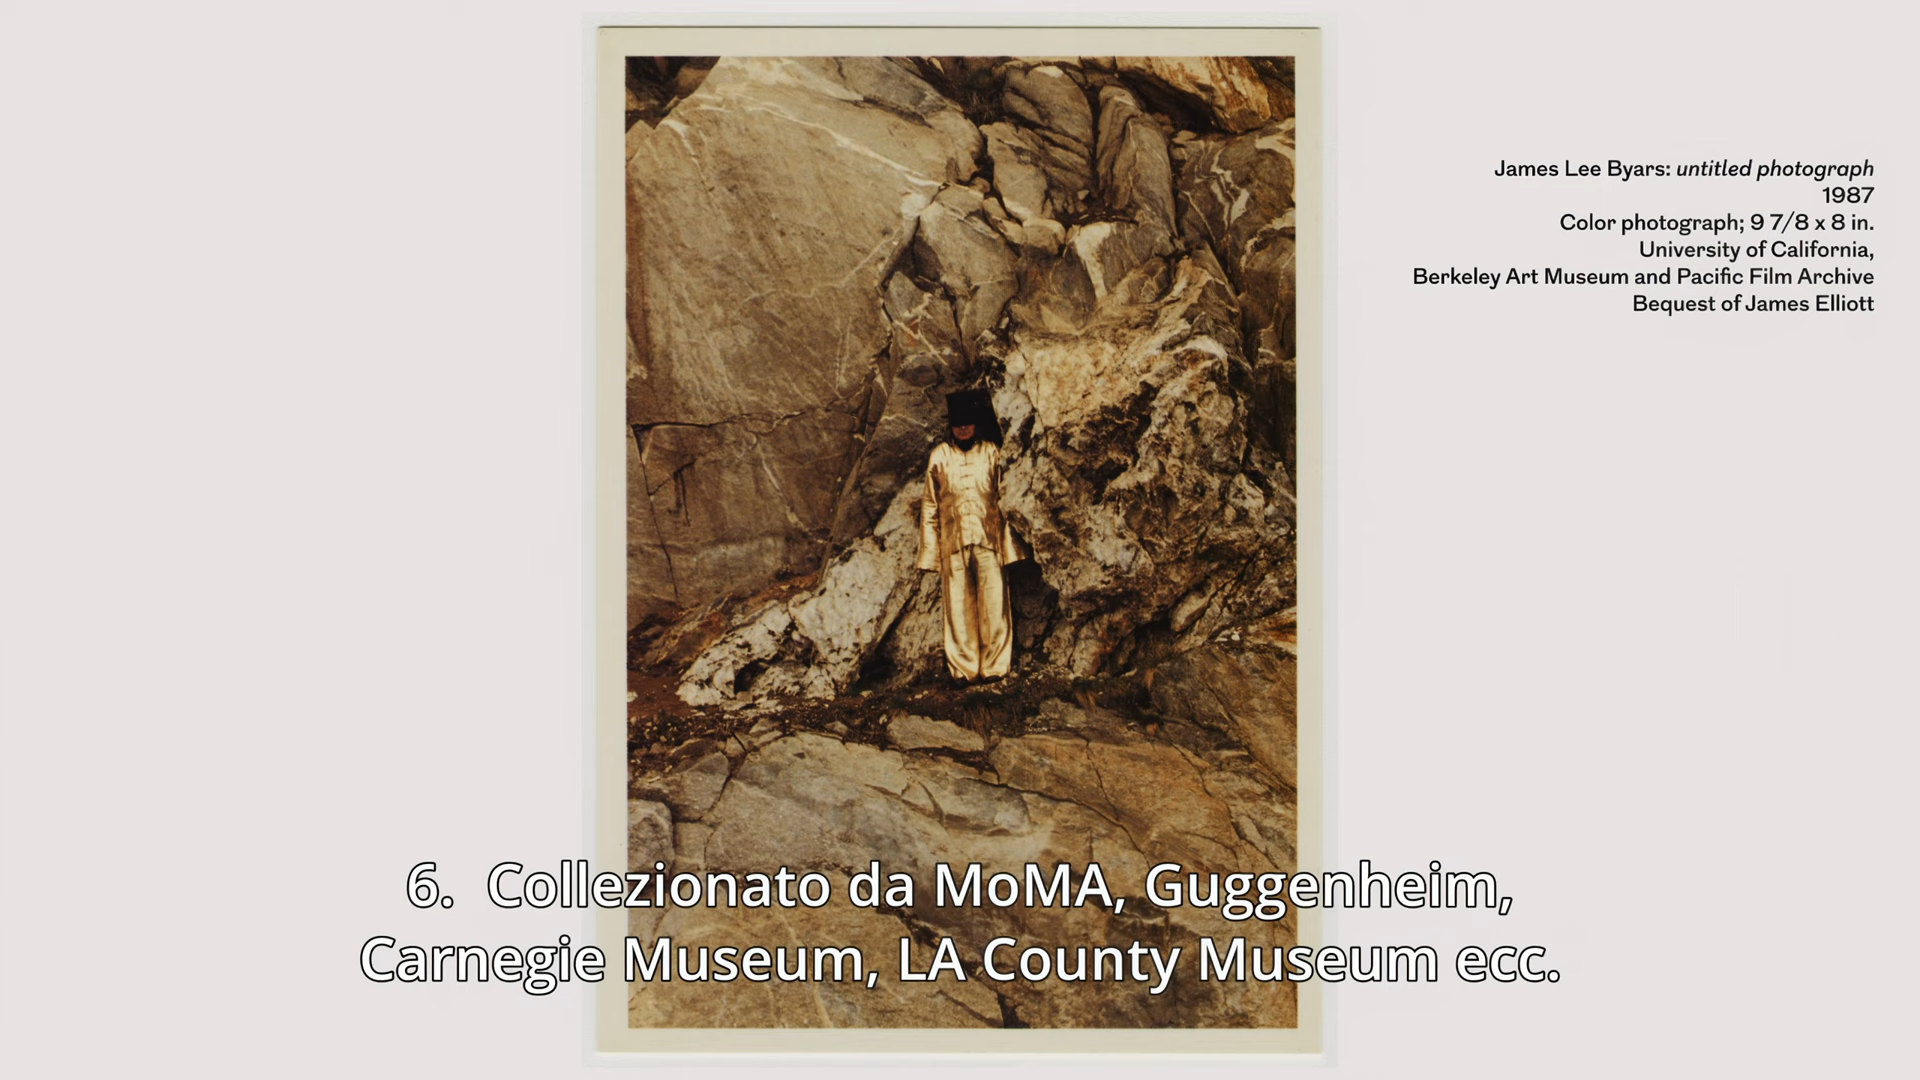 James Lee Byars: untitled photograph
1987
Color photograph; 9 7/8 x 8 in.
University of California,
Berkeley Art Museum and Pacific Film Archive
Bequest of James Elliott
6. Collezionato da MoMA, Guggenheim,
Carnegie Museum, LA County Museum ecc.